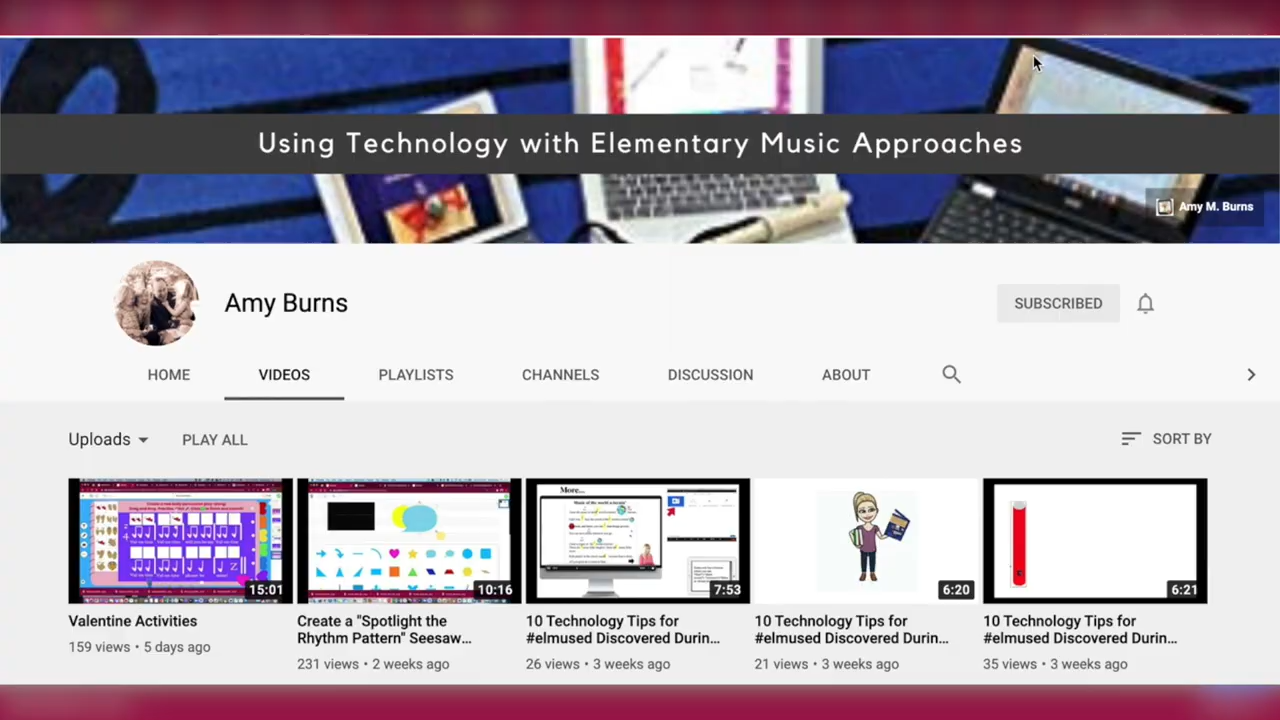 Using Technology with Elementary Music Approaches
Amy M. Burns
Amy Burns
SUBSCRIBED
HOME
VIDEOS
PLAYLISTS
CHANNELS
DISCUSSION
ABOUT
Uploads
PLAY ALL
SORT BY
More...
15:01
10:16
7:53
6:20
6:21
Valentine Activities
159 views • 5 days ago
Create a "Spotlight the
Rhythm Pattern" Seesaw...
231 views • 2 weeks ago
10 Technology Tips for
#elmused Discovered Durin...
26 views • 3 weeks ago
10 Technology Tips for
#elmused Discovered Durin...
21 views • 3 weeks ago
10 Technology Tips for
#elmused Discovered Durin...
35 views • 3 weeks ago